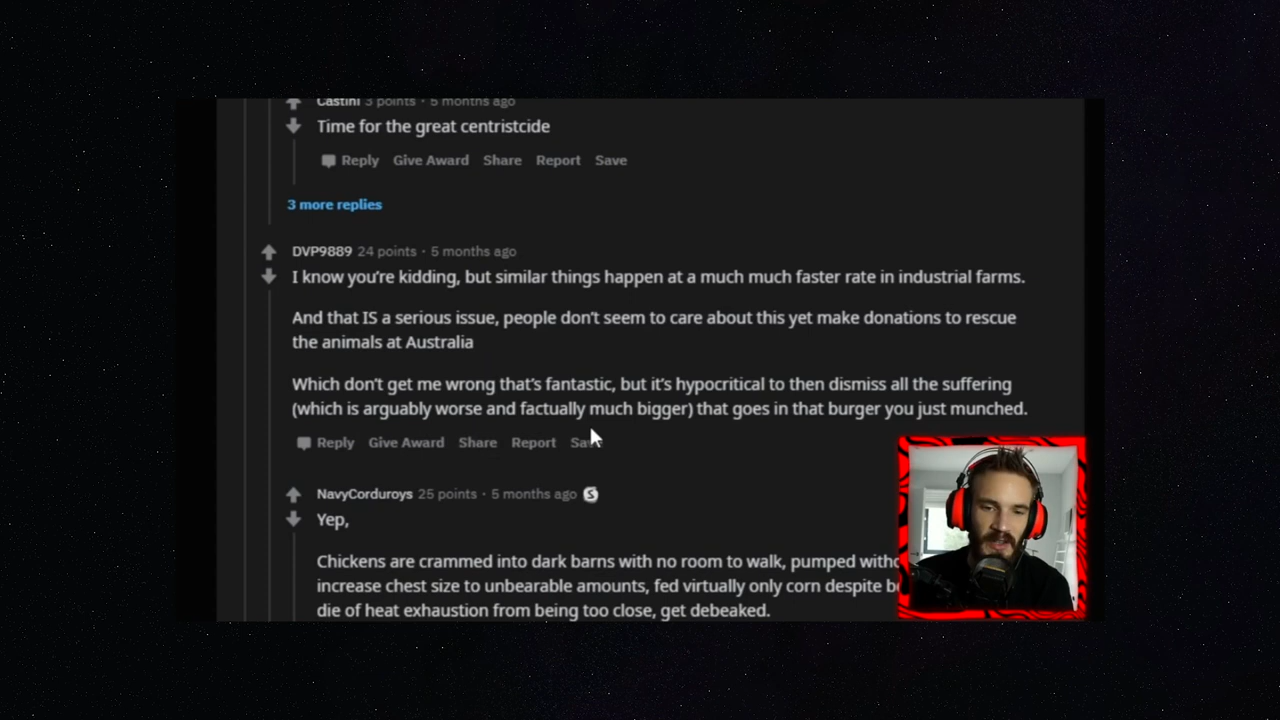 Castini 3 points · 5 months ago
Time for the great centristcide
Reply Give Award Share Report Save
3 more replies
DVP9889 24 points · 5 months ago
I know you're kidding, but similar things happen at a much much faster rate in industrial farms.
And that IS a serious issue, people don't seem to care about this yet make donations to rescue
the animals at Australia
Which don't get me wrong that's fantastic, but it's hypocritical to then dismiss all the suffering
(which is arguably worse and factually much bigger) that goes in that burger you just munched.
Reply Give Award Share Report Save
NavyCorduroys 25 points · 5 months ago S
Yep,
Chickens are crammed into dark barns with no room to walk, pumped
increase chest size to unbearable amounts, fed virtually only corn despite
die of heat exhaustion from being too close, get debeaked.